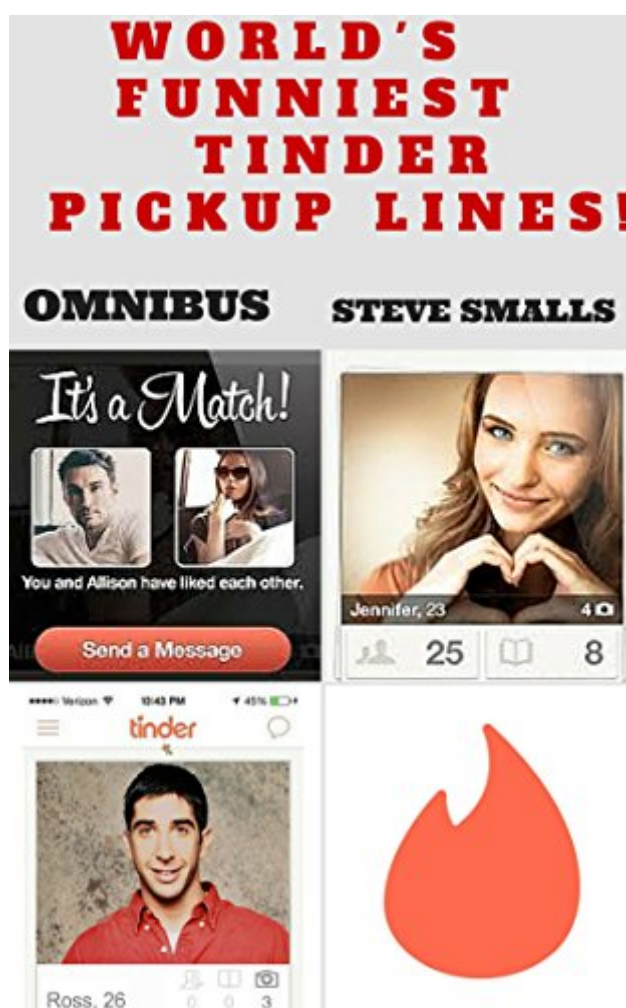 WORLD'S
FUNNIEST
TINDER
PICKUP LINES!
OMNIBUS
STEVE SMALLS
It's a Match!
You and Allison have liked each other.
Send a Message
Jennifer, 23
4
25
8
Verizon
10:43 PM
45%
tinder
Ross, 26
0
0
3